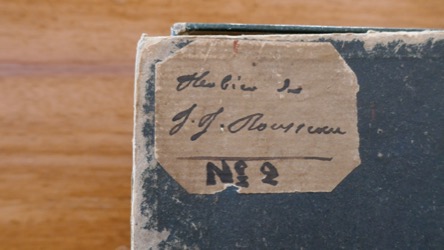 Herbier de
J. J. Rousseau
No 2